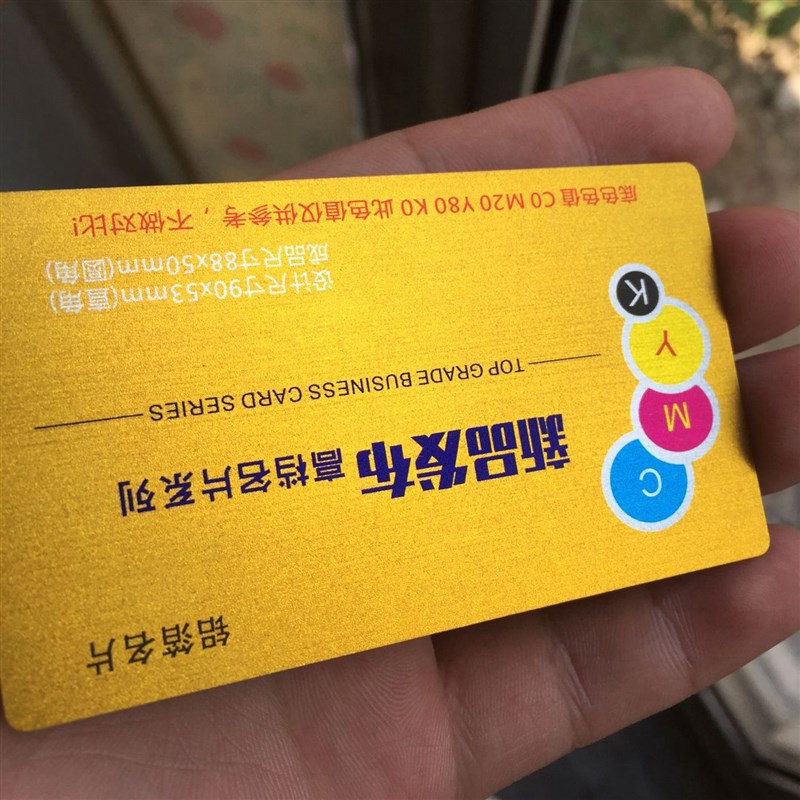 铝箔名片
新品发布 高档名片系列
TOP GRADE BUSINESS CARD SERIES
C
M
Y
K
设计尺寸90x53mm(直角)
成品尺寸88x50mm(圆角)
底色色值 C0 M20 Y80 K0 此色值仅供参考，不做对比!